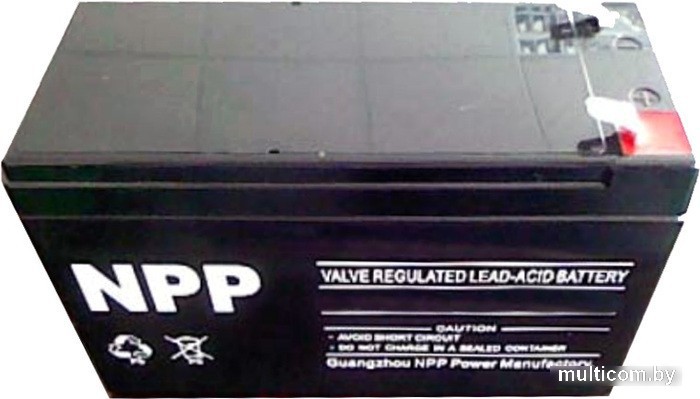 NPP
VALVE REGULATED LEAD-ACID BATTERY
CAUTION
- AVOID SHORT CIRCUIT
- DO NOT CHARGE IN A SEALED CONTAINER
Guangzhou NPP Power Manufactory
multicom.by